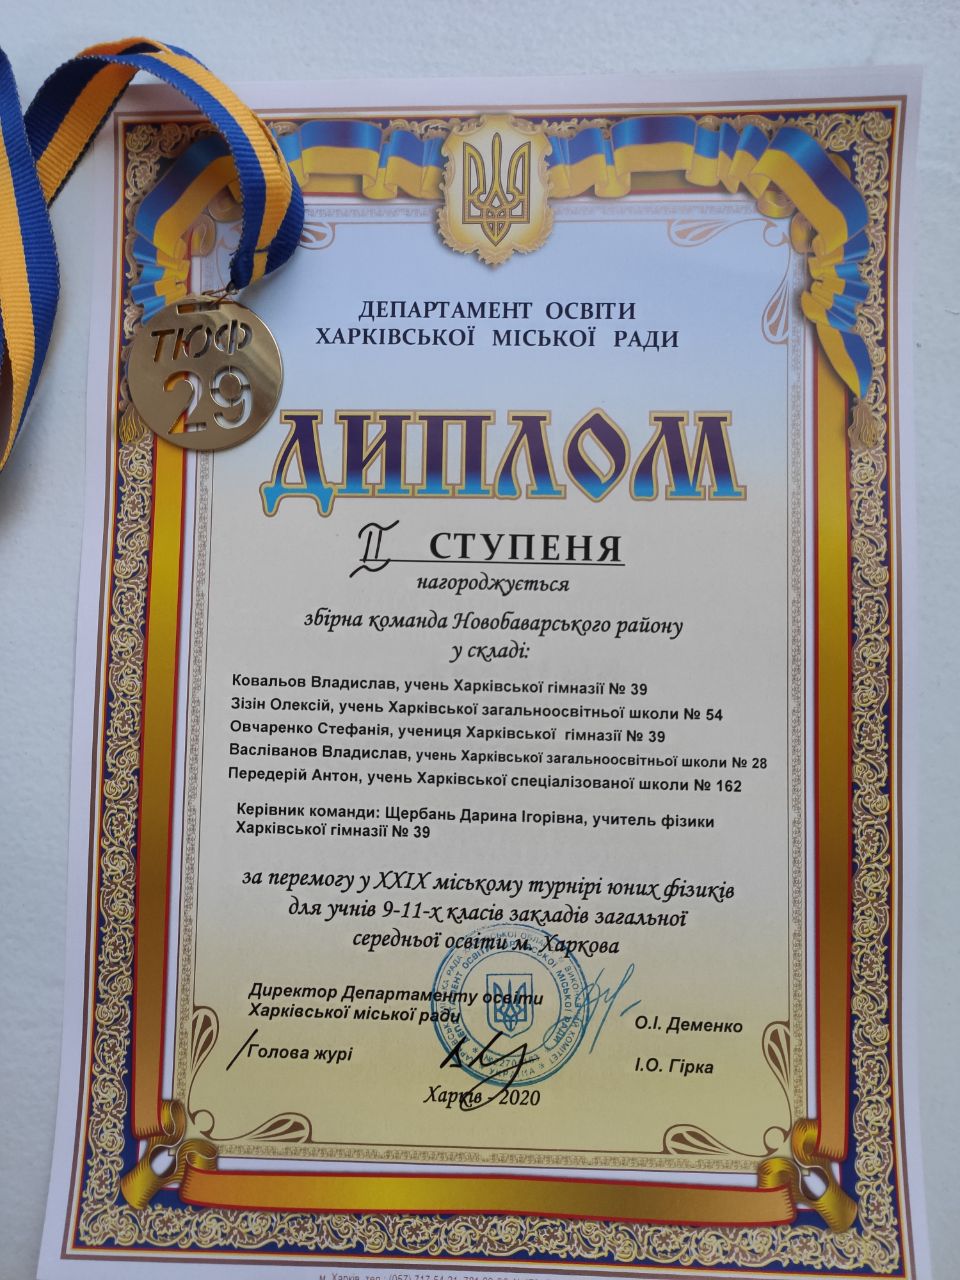 ТЮФ
29
ДЕПАРТАМЕНТ ОСВІТИ
ХАРКІВСЬКОЇ МІСЬКОЇ РАДИ
ДИПЛОМ
II СТУПЕНЯ
нагороджується
збірна команда Новобаварського району
у складі:
Ковальов Владислав, учень Харківської гімназії № 39
Зізін Олексій, учень Харківської загальноосвітньої школи № 54
Овчаренко Стефанія, учениця Харківської гімназії № 39
Васліванов Владислав, учень Харківської загальноосвітньої школи № 28
Передерій Антон, учень Харківської спеціалізованої школи № 162
Керівник команди: Щербань Дарина Ігорівна, учитель фізики
Харківської гімназії № 39
за перемогу у XXIX міському турнірі юних фізиків
для учнів 9-11-х класів закладів загальної
середньої освіти м. Харкова
Директор Департаменту освіти
Харківської міської ради
О.І. Деменко
Голова журі
І.О. Гірка
Харків - 2020